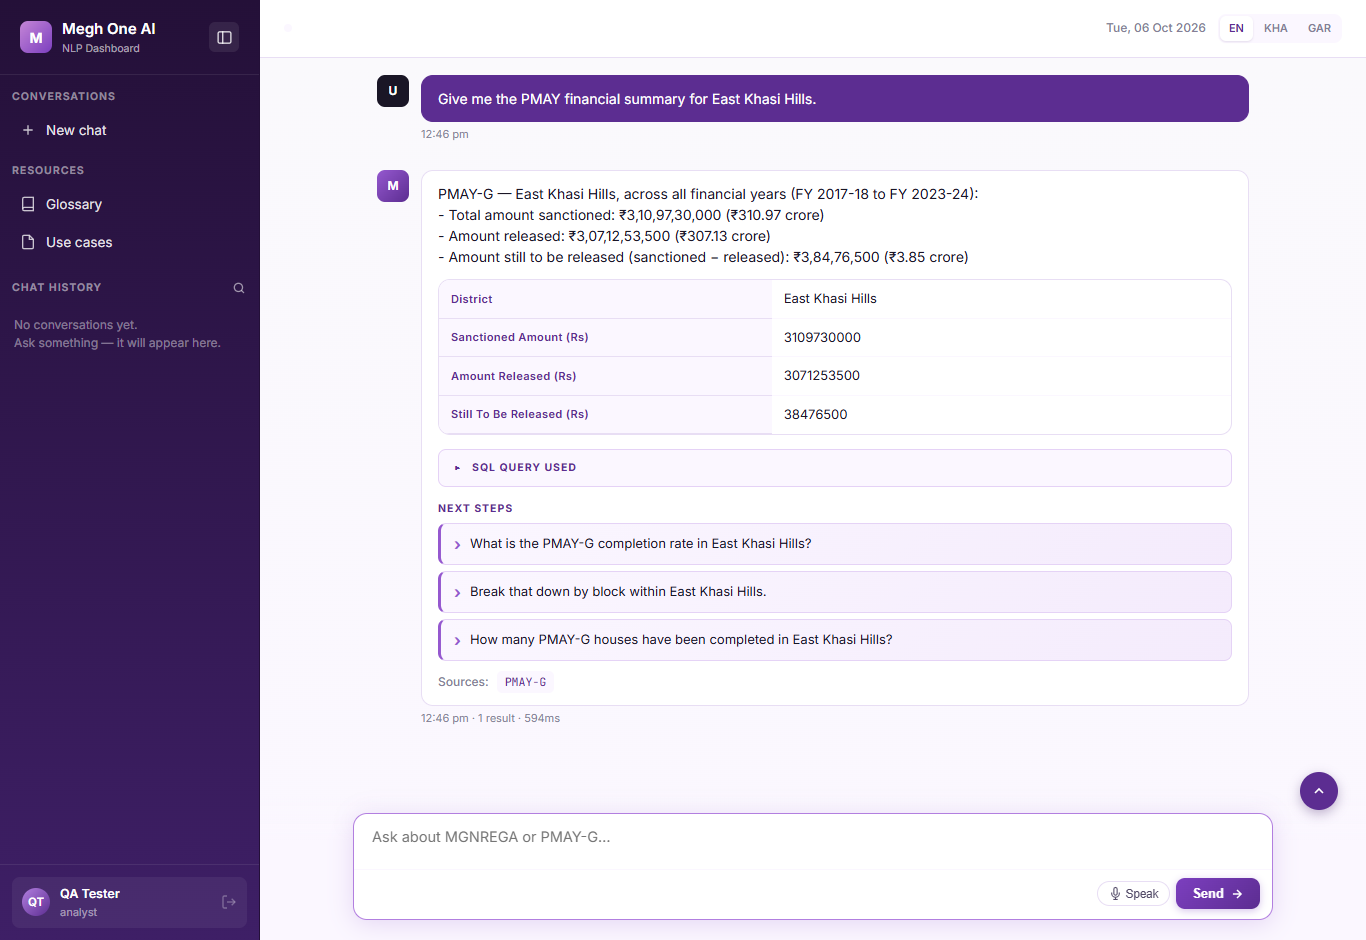 M
Megh One AI
NLP Dashboard
CONVERSATIONS
+ New chat
RESOURCES
Glossary
Use cases
CHAT HISTORY
No conversations yet.
Ask something — it will appear here.
QT
QA Tester
analyst
Tue, 06 Oct 2026
EN KHA GAR
U
Give me the PMAY financial summary for East Khasi Hills.
12:46 pm
M
PMAY-G — East Khasi Hills, across all financial years (FY 2017-18 to FY 2023-24):
- Total amount sanctioned: ₹3,10,97,30,000 (₹310.97 crore)
- Amount released: ₹3,07,12,53,500 (₹307.13 crore)
- Amount still to be released (sanctioned − released): ₹3,84,76,500 (₹3.85 crore)
District East Khasi Hills
Sanctioned Amount (Rs) 3109730000
Amount Released (Rs) 3071253500
Still To Be Released (Rs) 38476500
SQL QUERY USED
NEXT STEPS
What is the PMAY-G completion rate in East Khasi Hills?
Break that down by block within East Khasi Hills.
How many PMAY-G houses have been completed in East Khasi Hills?
Sources: PMAY-G
12:46 pm · 1 result · 594ms
Ask about MGNREGA or PMAY-G...
Speak
Send →